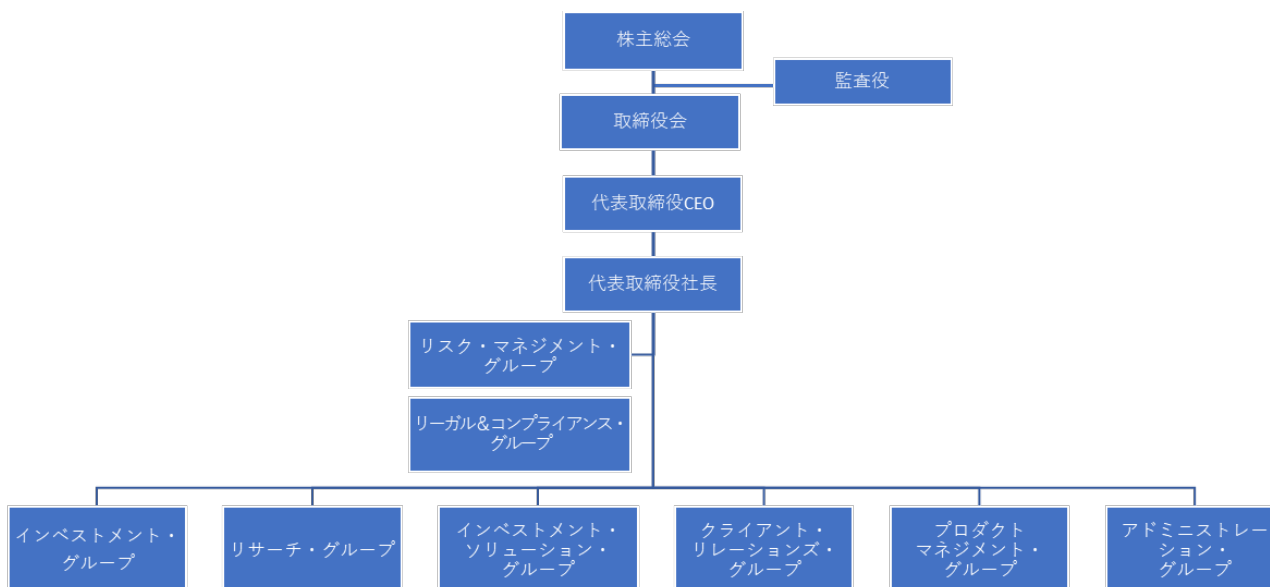 株主総会
監査役
取締役会
代表取締役CEO
代表取締役社長
リスク・マネジメント・
グループ
リーガル＆コンプライアンス・
グループ
インベストメント・
グループ
リサーチ・グループ
インベストメント・
ソリューション・
グループ
クライアント・
リレーションズ・
グループ
プロダクト
マネジメント・
グループ
アドミニストレー
ション・
グループ